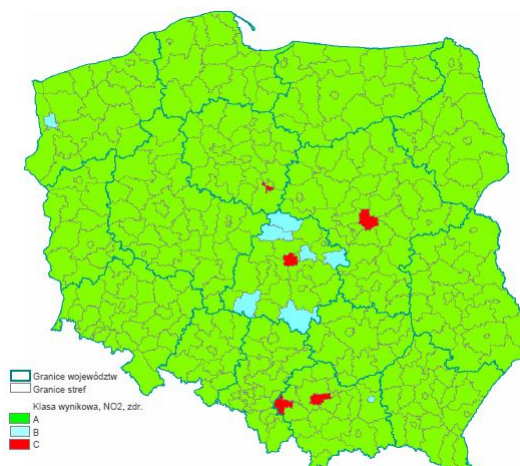 Granice województw
Granice stref
Klasa wynikowa, NO2, zdr.
A
B
C